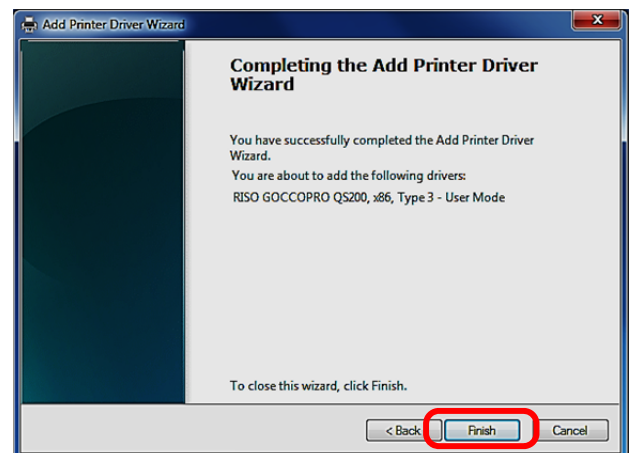 Add Printer Driver Wizard
Completing the Add Printer Driver
Wizard
You have successfully completed the Add Printer Driver
Wizard.
You are about to add the following drivers:
RISO GOCCOPRO QS200, x86, Type 3 - User Mode
To close this wizard, click Finish.
< Back Finish Cancel